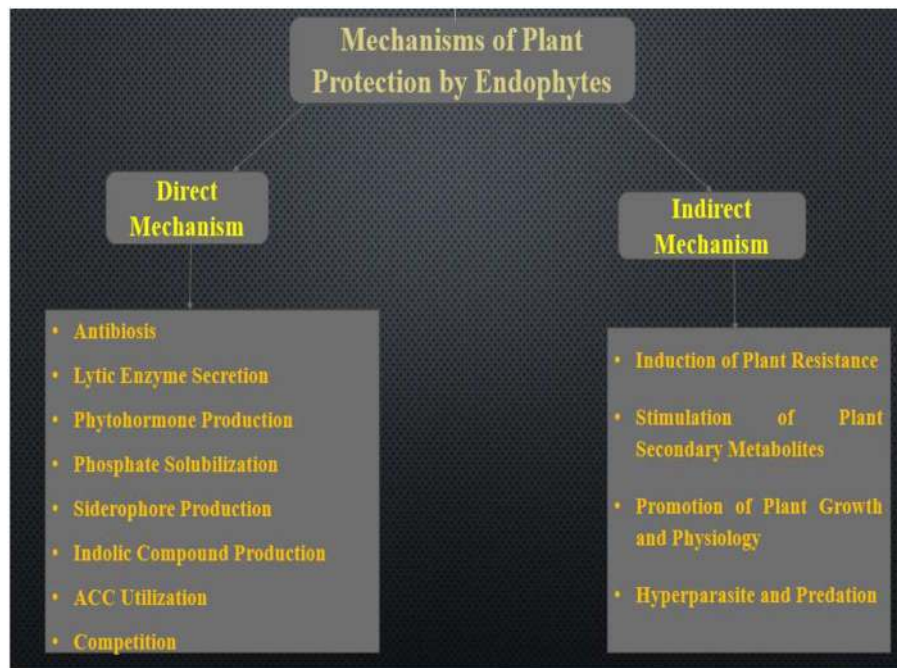 Mechanisms of Plant
Protection by Endophytes
Direct
Mechanism
• Antibiosis
• Lytic Enzyme Secretion
• Phytohormone Production
• Phosphate Solubilization
• Siderophore Production
• Indolic Compound Production
• ACC Utilization
• Competition
Indirect
Mechanism
• Induction of Plant Resistance
• Stimulation of Plant
Secondary Metabolites
• Promotion of Plant Growth
and Physiology
• Hyperparasite and Predation